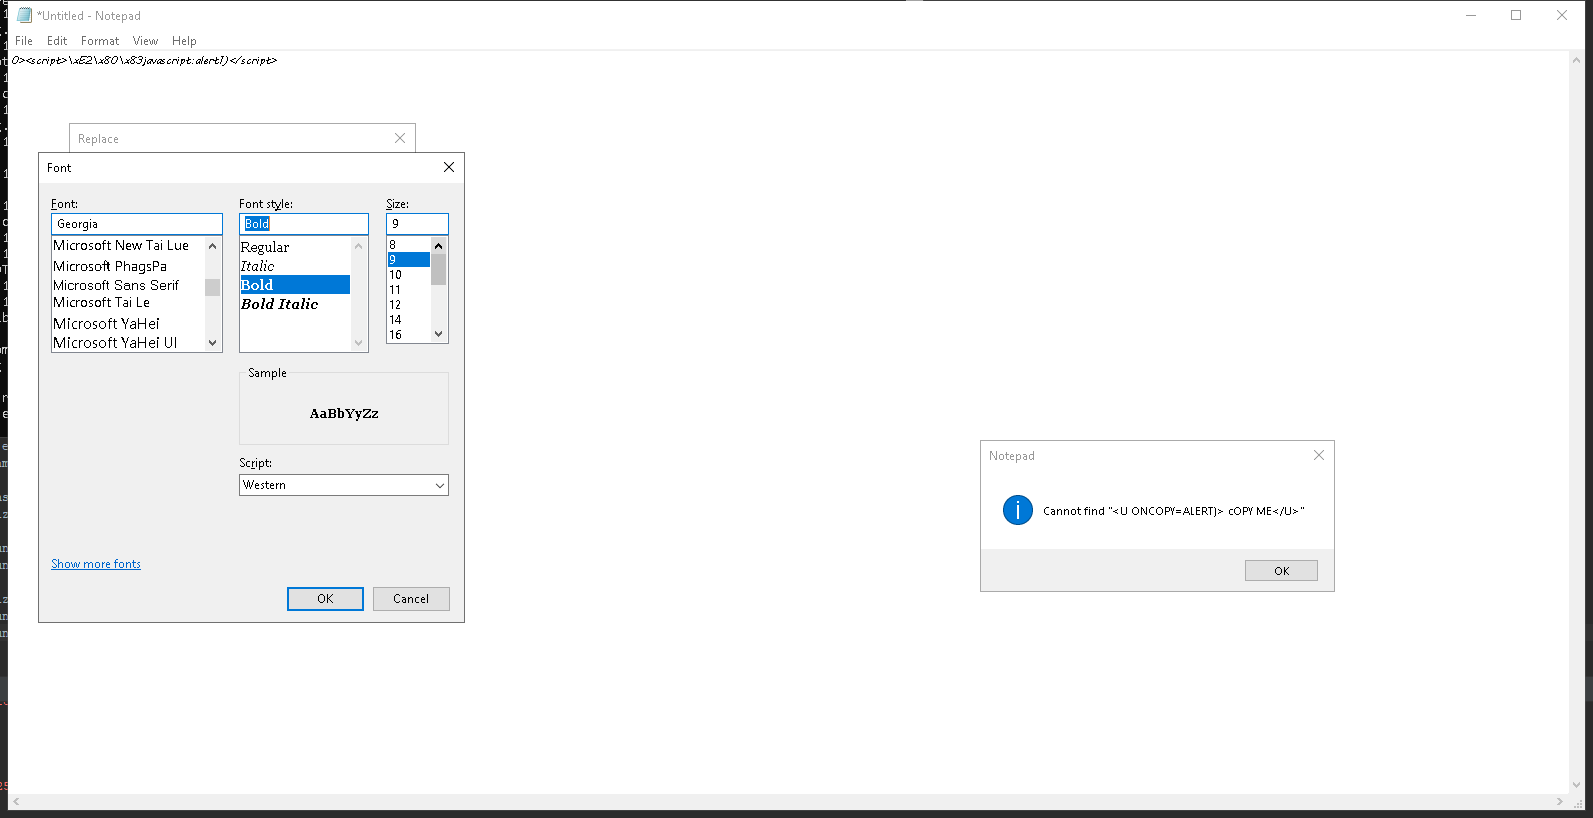 *Untitled - Notepad
File Edit Format View Help
0><script>\xE2\x80\x83javascript:alert1)</script>
Replace
Font
Font:
Font style:
Size:
Georgia
Bold
9
Microsoft New Tai Lue
Microsoft PhagsPa
Microsoft Sans Serif
Microsoft Tai Le
Microsoft YaHei
Microsoft YaHei UI
Regular
Italic
Bold
Bold Italic
8
9
10
11
12
14
16
Sample
AaBbYyZz
Script:
Western
Show more fonts
OK
Cancel
Notepad
Cannot find "<U ONCOPY=ALERT)> cOPY ME</U>"
OK